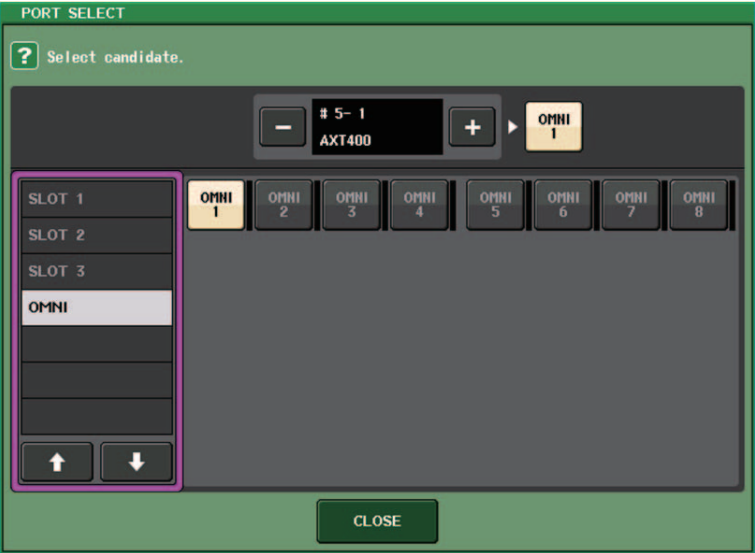 PORT SELECT
? Select candidate.
# 5- 1
AXT400
−
+
OMNI
1
SLOT 1
SLOT 2
SLOT 3
OMNI
OMNI 1
OMNI 2
OMNI 3
OMNI 4
OMNI 5
OMNI 6
OMNI 7
OMNI 8
CLOSE